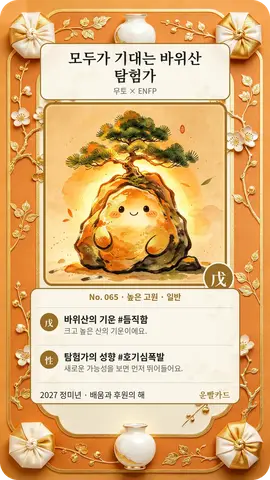 모두가 기대는 바위산
탐험가
무토 × ENFP
戊
No. 065 · 높은 고원 · 일반
戊 바위산의 기운 #듬직함
크고 높은 산의 기운이에요.
性 탐험가의 성향 #호기심폭발
새로운 가능성을 보면 먼저 뛰어들어요.
2027 정미년 · 배움과 후원의 해 운빨카드